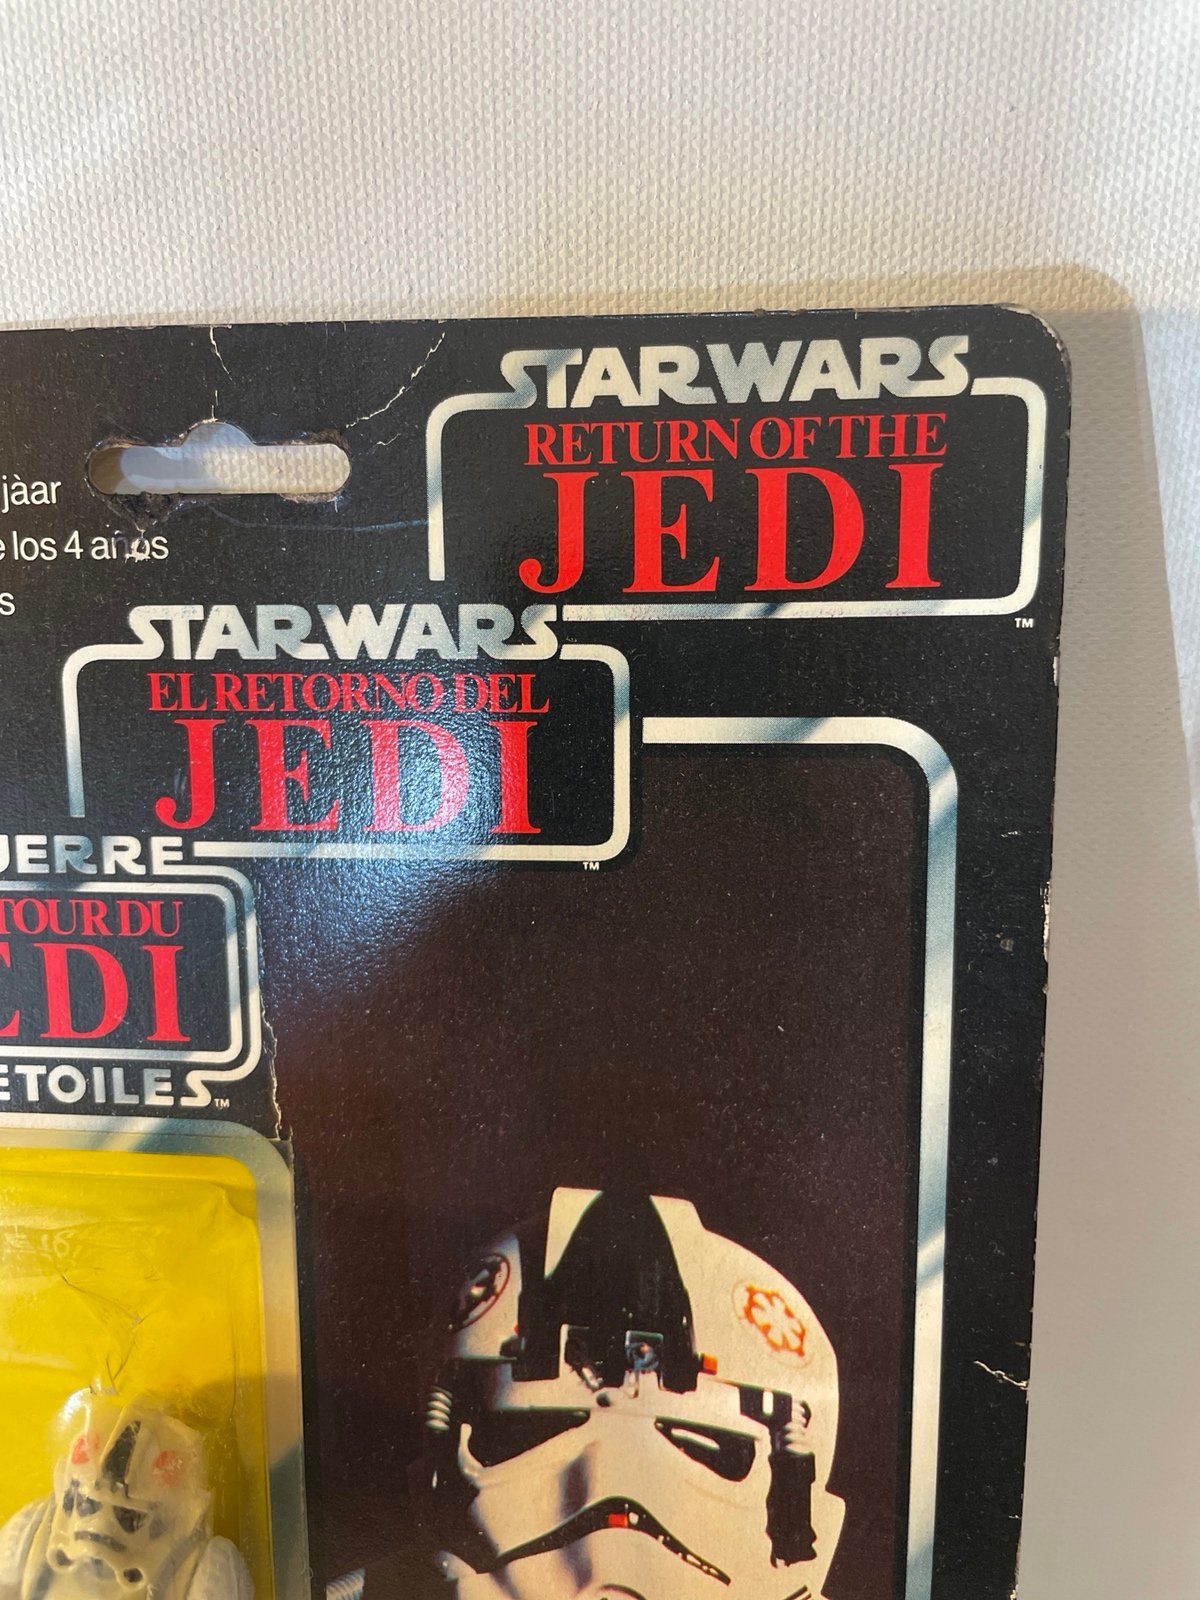 STAR WARS
RETURN OF THE
JEDI
TM
jàar
e los 4 años
s
STAR WARS
EL RETORNO DEL
JEDI
TM
UERRE
TOUR DU
EDI
ETOILES
TM